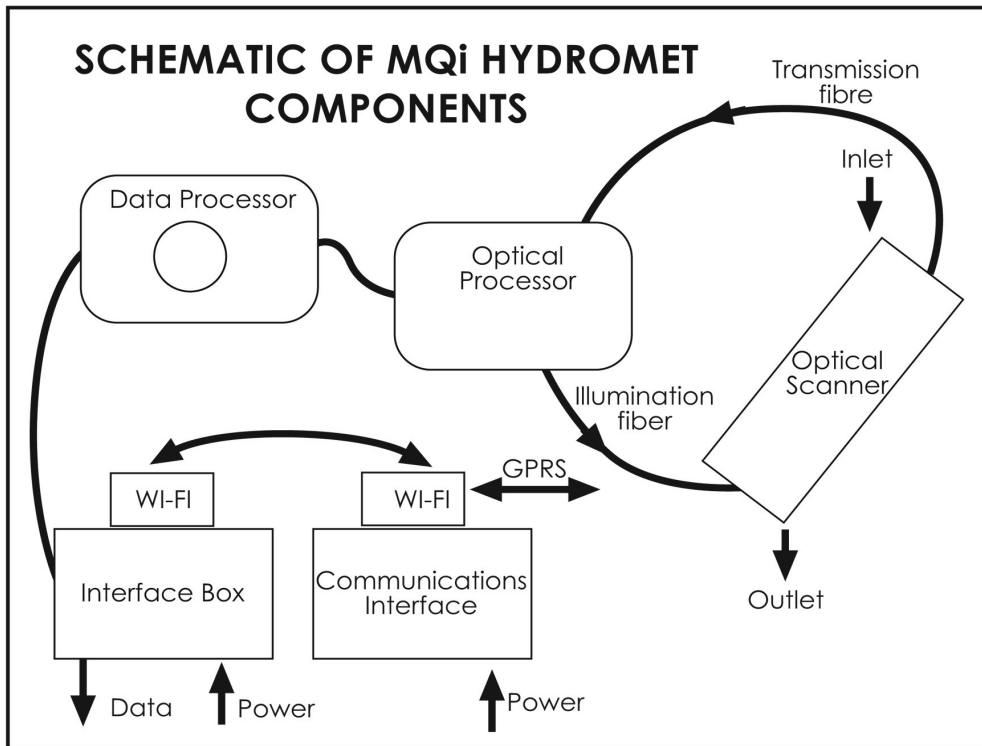 SCHEMATIC OF MQi HYDROMET
COMPONENTS
Transmission
fibre
Inlet
Data Processor
Optical
Processor
Optical
Scanner
Illumination
fiber
GPRS
WI-FI
WI-FI
Interface Box
Communications
Interface
Outlet
Data
Power
Power